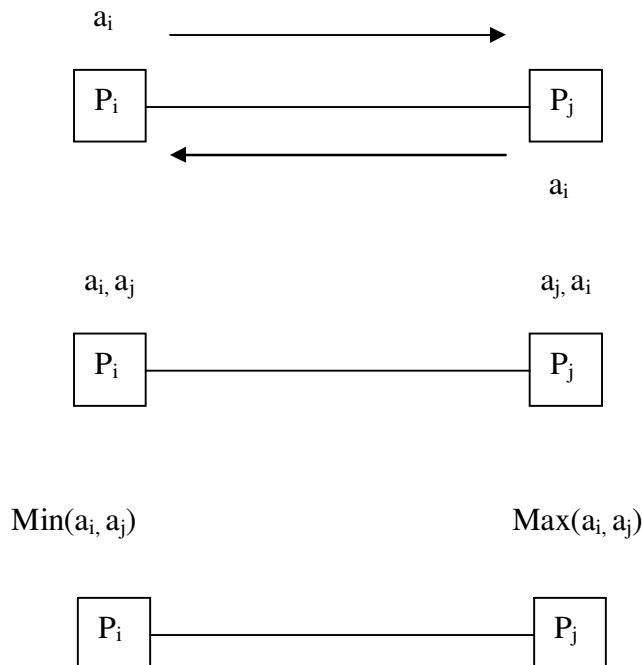 aᵢ
Pᵢ Pⱼ
aᵢ
aᵢ, aⱼ aⱼ, aᵢ
Pᵢ Pⱼ
Min(aᵢ, aⱼ) Max(aᵢ, aⱼ)
Pᵢ Pⱼ